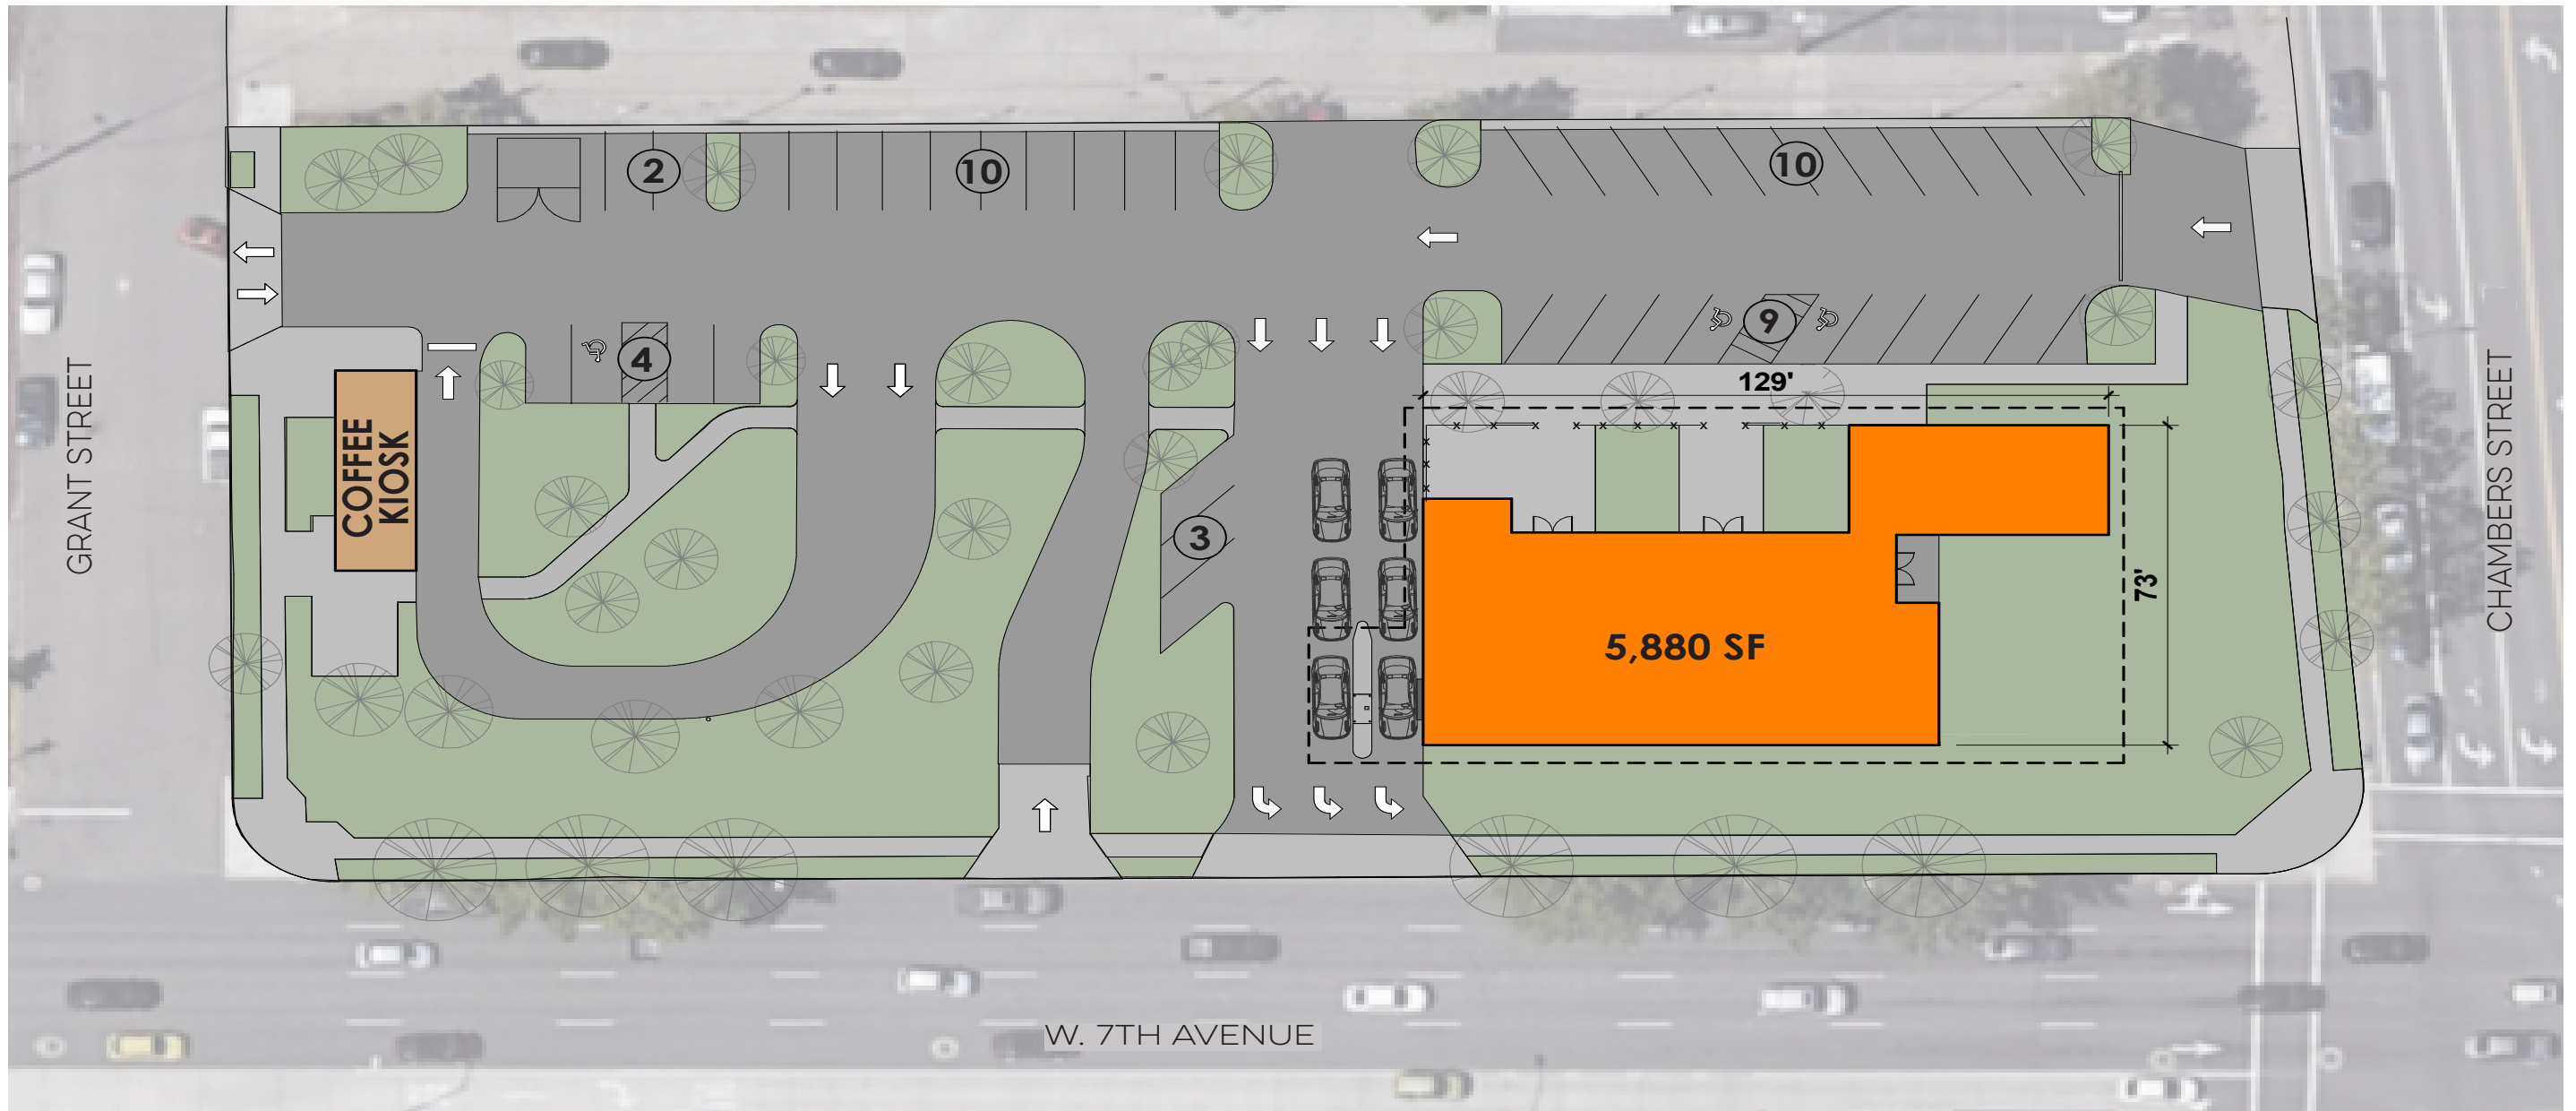 2
10
10
4
9
129'
GRANT STREET
COFFEE
KIOSK
3
5,880 SF
73'
CHAMBERS STREET
W. 7TH AVENUE